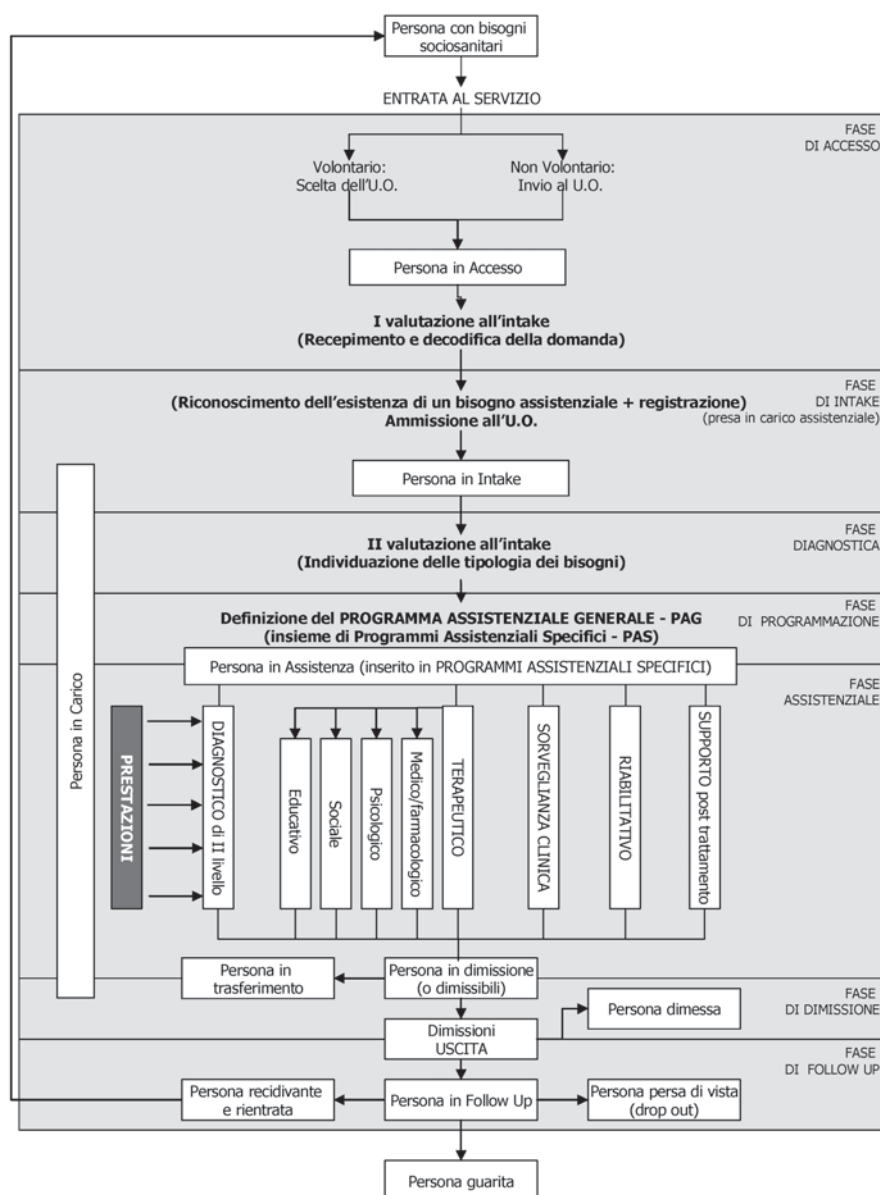 Persona con bisogni
sociosanitari
ENTRATA AL SERVIZIO
FASE
DI ACCESSO
Volontario:
Scelta dell'U.O.
Non Volontario:
Invio al U.O.
Persona in Accesso
I valutazione all'intake
(Recepimento e decodifica della domanda)
FASE
DI INTAKE
(presa in carico assistenziale)
(Riconoscimento dell'esistenza di un bisogno assistenziale + registrazione)
Ammissione all'U.O.
Persona in Intake
Persona in Carico
FASE
DIAGNOSTICA
II valutazione all'intake
(Individuazione delle tipologia dei bisogni)
FASE
DI PROGRAMMAZIONE
Definizione del PROGRAMMA ASSISTENZIALE GENERALE - PAG
(insieme di Programmi Assistenziali Specifici - PAS)
Persona in Assistenza (inserito in PROGRAMMI ASSISTENZIALI SPECIFICI)
FASE
ASSISTENZIALE
PRESTAZIONI
DIAGNOSTICO di II livello
Educativo
Sociale
Psicologico
Medico/farmacologico
TERAPEUTICO
SORVEGLIANZA CLINICA
RIABILITATIVO
SUPPORTO post trattamento
Persona in
trasferimento
Persona in dimissione
(o dimissibili)
FASE
DI DIMISSIONE
Persona dimessa
Dimissioni
USCITA
FASE
DI FOLLOW UP
Persona recidivante
e rientrata
Persona in Follow Up
Persona persa di vista
(drop out)
Persona guarita